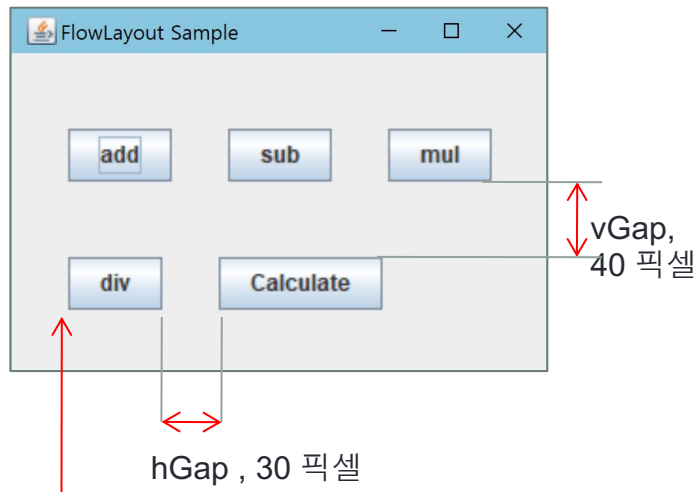 FlowLayout Sample
add sub mul
vGap,
40 픽셀
div Calculate
hGap , 30 픽셀